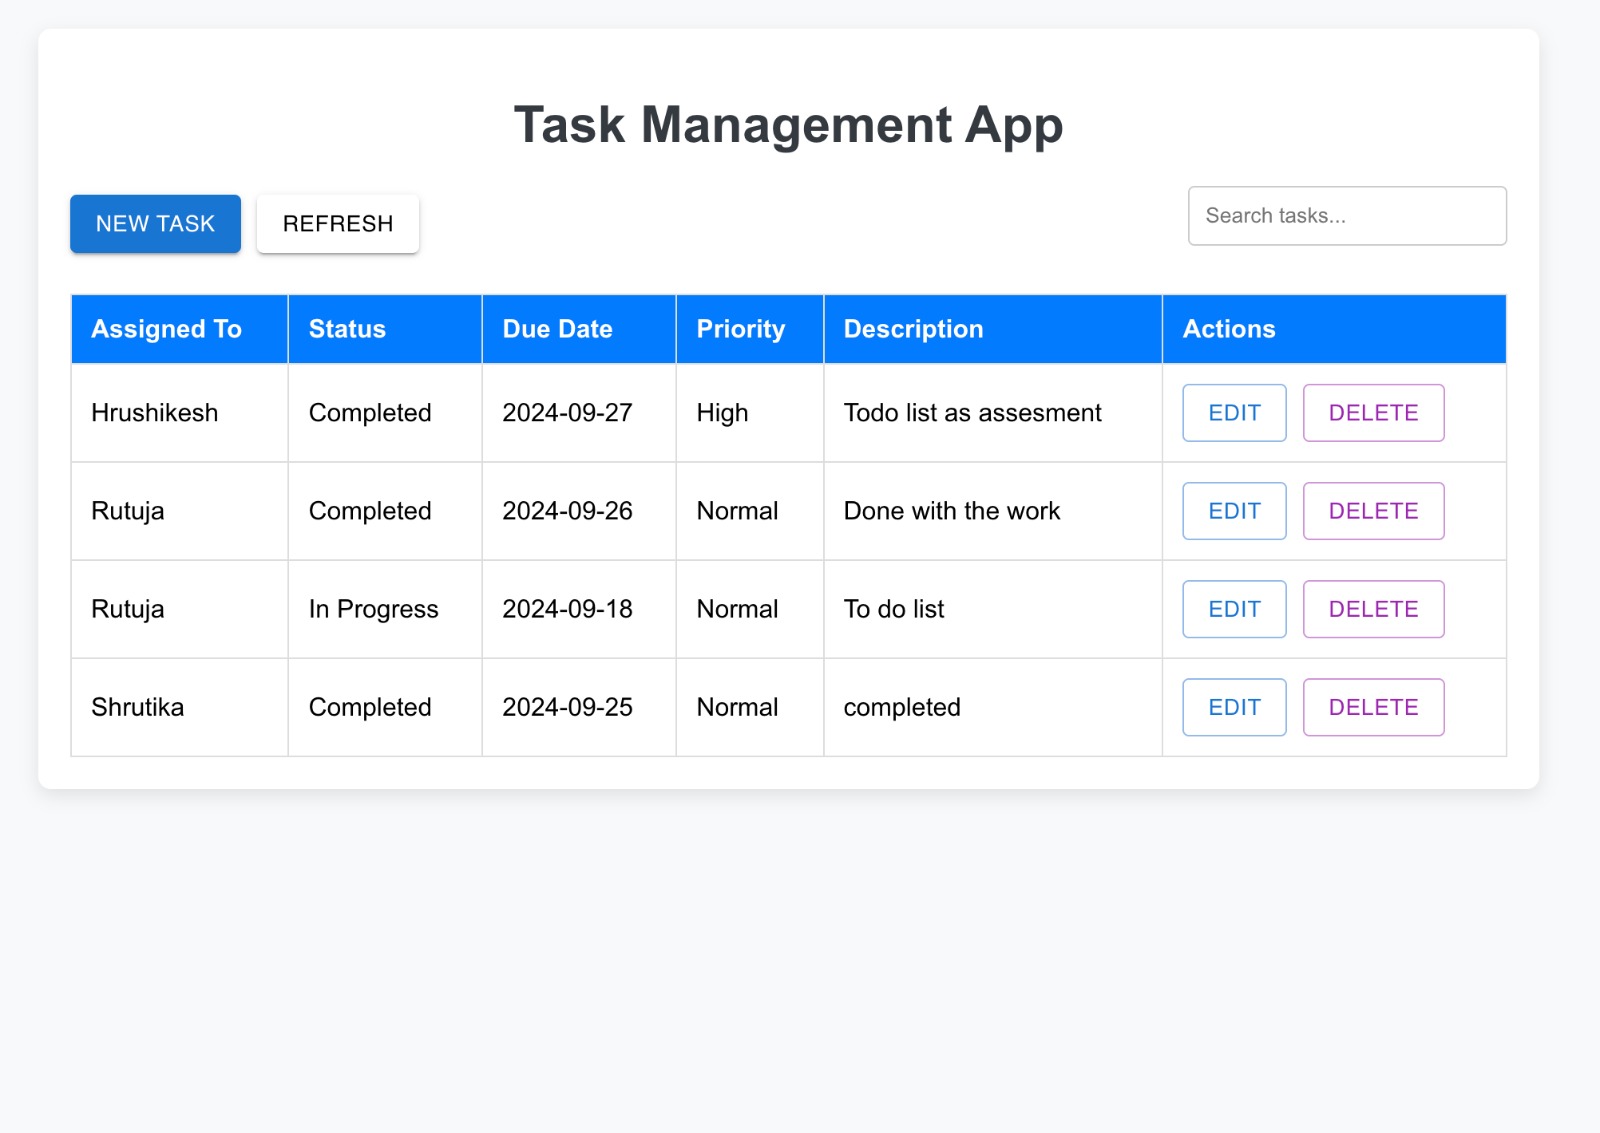 Task Management App
NEW TASK REFRESH Search tasks...
Assigned To Status Due Date Priority Description Actions
Hrushikesh Completed 2024-09-27 High Todo list as assesment EDIT DELETE
Rutuja Completed 2024-09-26 Normal Done with the work EDIT DELETE
Rutuja In Progress 2024-09-18 Normal To do list EDIT DELETE
Shrutika Completed 2024-09-25 Normal completed EDIT DELETE